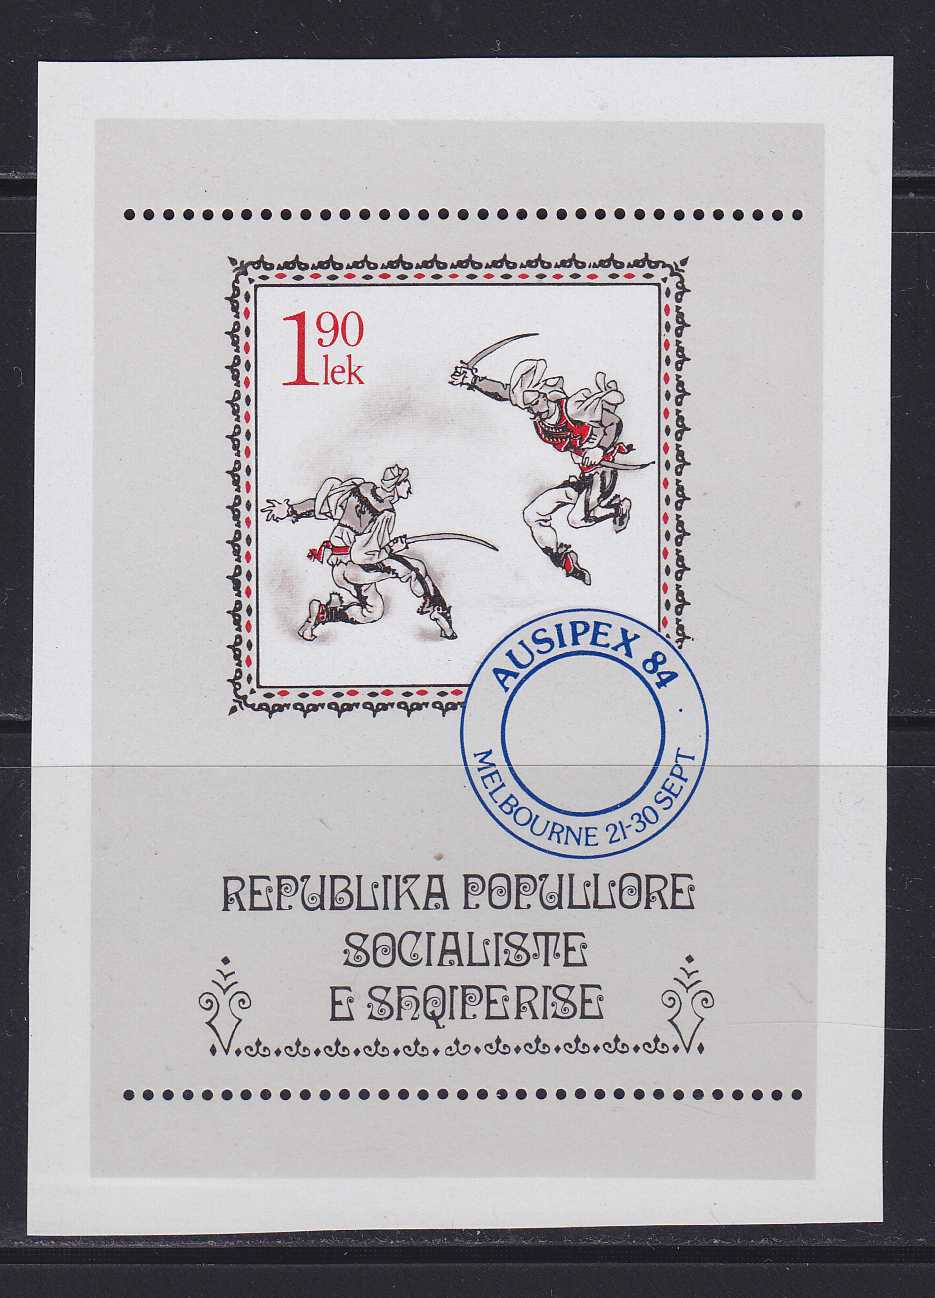 1 90
lek
AUSIPEX 84
MELBOURNE 21-30 SEPT
REPUBLIKA POPULLORE
SOCIALISTE
E SHQIPERISE